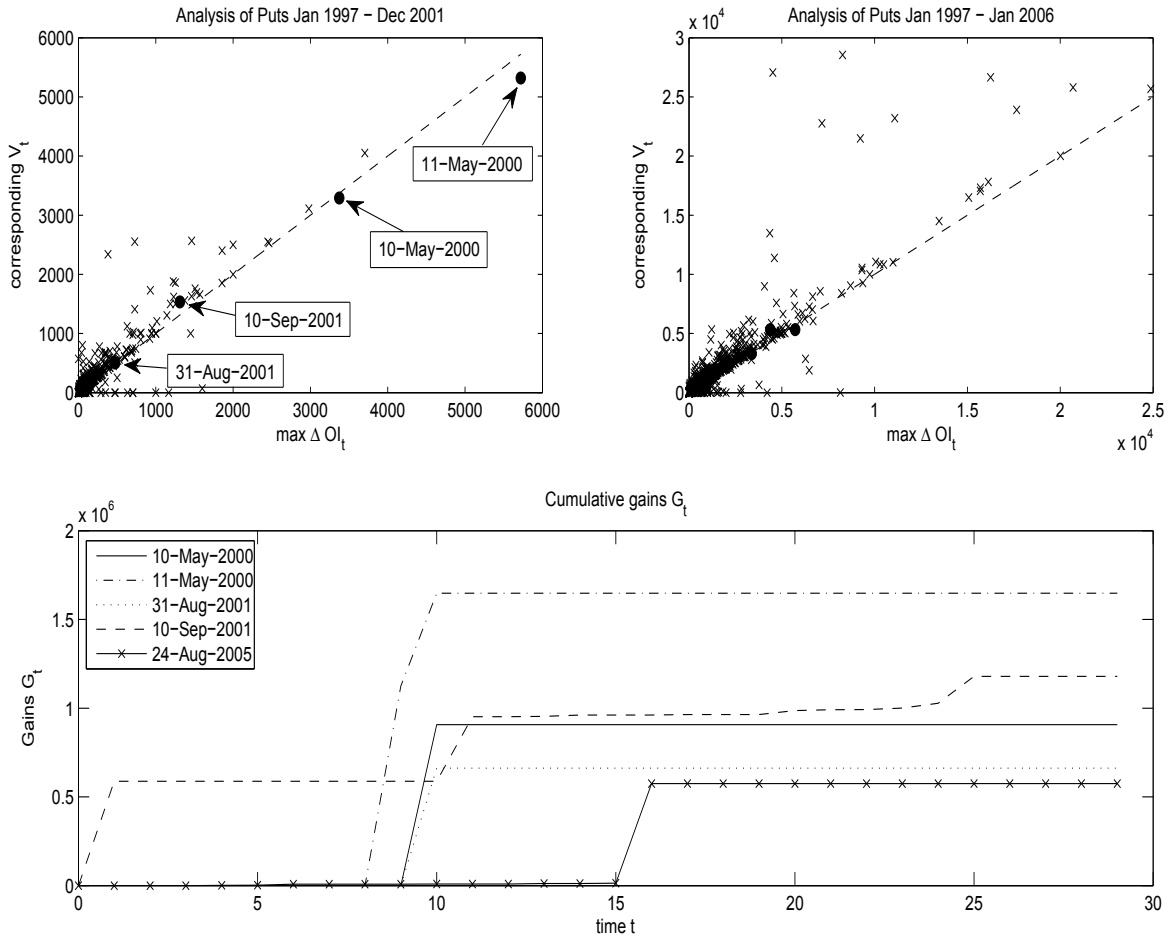 Analysis of Puts Jan 1997 − Dec 2001
6000
5000
4000
3000
2000
1000
0
corresponding V_t
11−May−2000
10−May−2000
10−Sep−2001
31−Aug−2001
0 1000 2000 3000 4000 5000 6000
max Δ OI_t
Analysis of Puts Jan 1997 − Jan 2006
x 10^4
3
2.5
2
1.5
1
0.5
0
corresponding V_t
0 0.5 1 1.5 2 2.5
max Δ OI_t
x 10^4
Cumulative gains G_t
x 10^6
2
1.5
1
0.5
0
Gains G_t
10−May−2000
11−May−2000
31−Aug−2001
10−Sep−2001
24−Aug−2005
0 5 10 15 20 25 30
time t